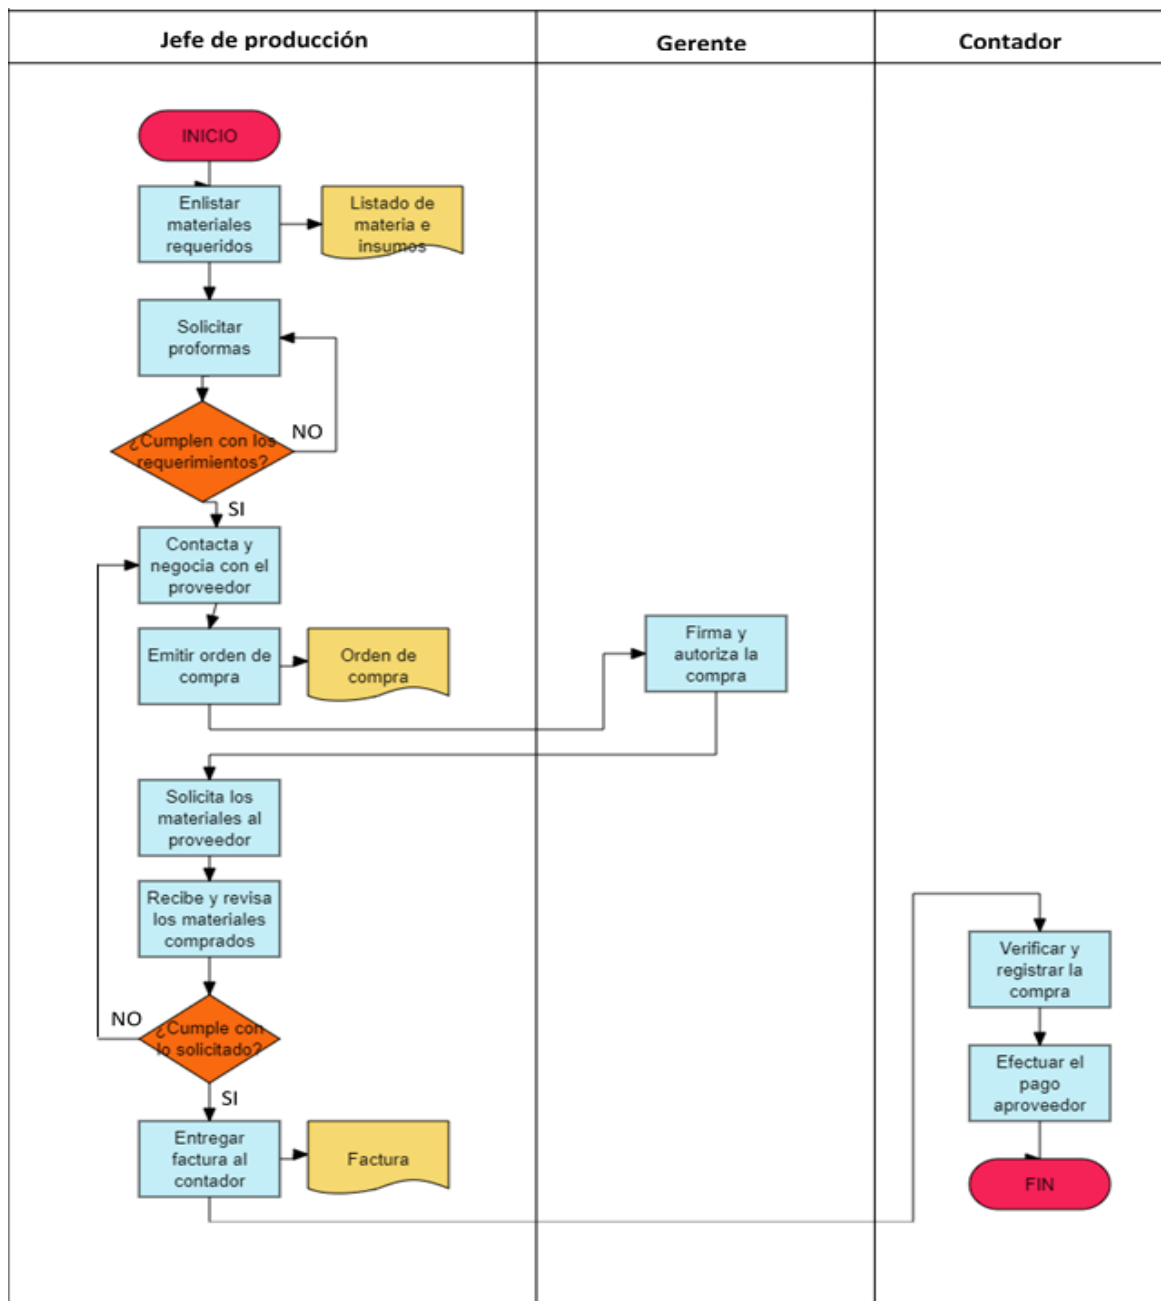 Jefe de producción
Gerente
Contador
INICIO
Enlistar
materiales
requeridos
Listado de
materia e
insumos
Solicitar
proformas
¿Cumplen con los
requerimientos?
NO
SI
Contacta y
negocia con el
proveedor
Emitir orden de
compra
Orden de
compra
Firma y
autoriza la
compra
Solicita los
materiales al
proveedor
Recibe y revisa
los materiales
comprados
¿Cumple con
lo solicitado?
NO
SI
Entregar
factura al
contador
Factura
Verificar y
registrar la
compra
Efectuar el
pago
aproveedor
FIN